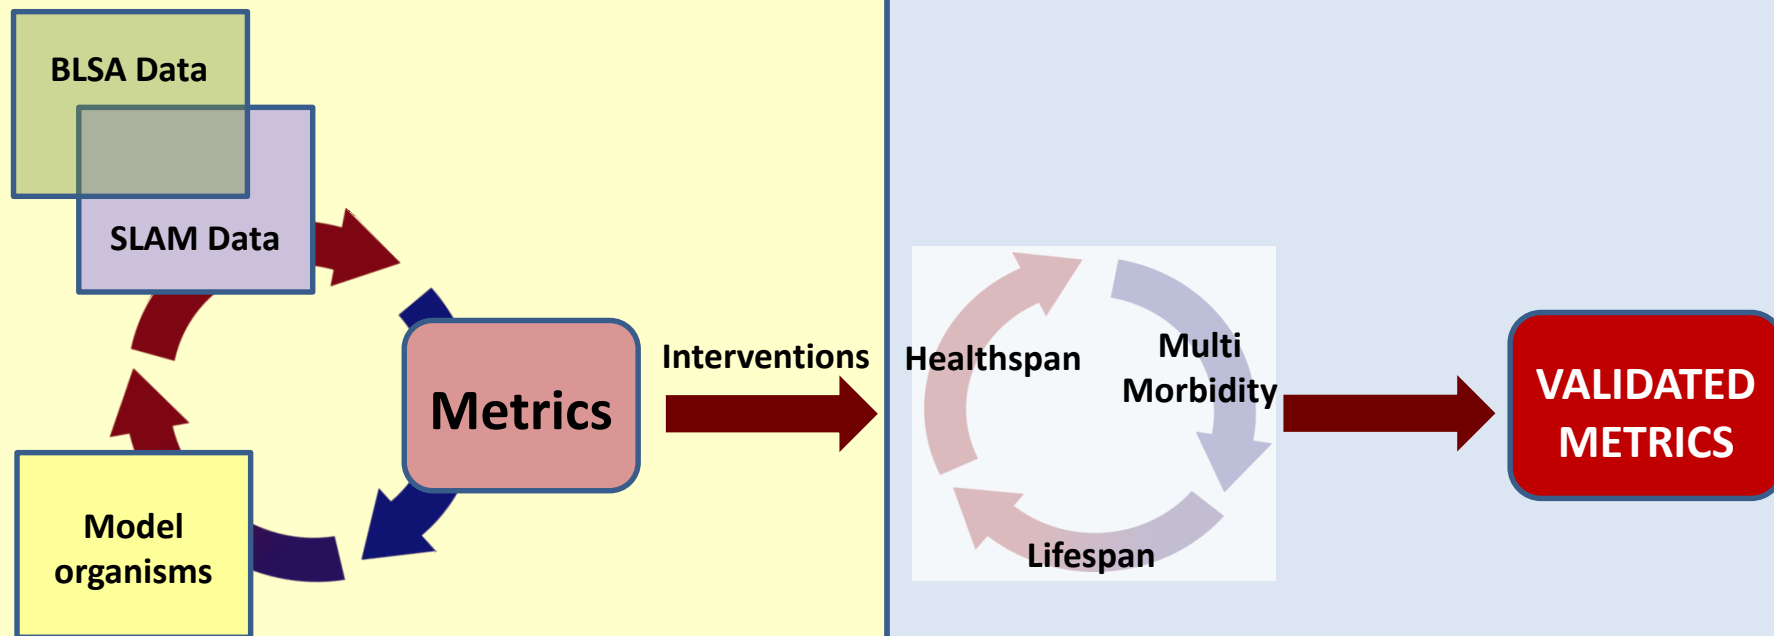 BLSA Data
SLAM Data
Model
organisms
Metrics
Interventions
Healthspan
Multi
Morbidity
Lifespan
VALIDATED
METRICS